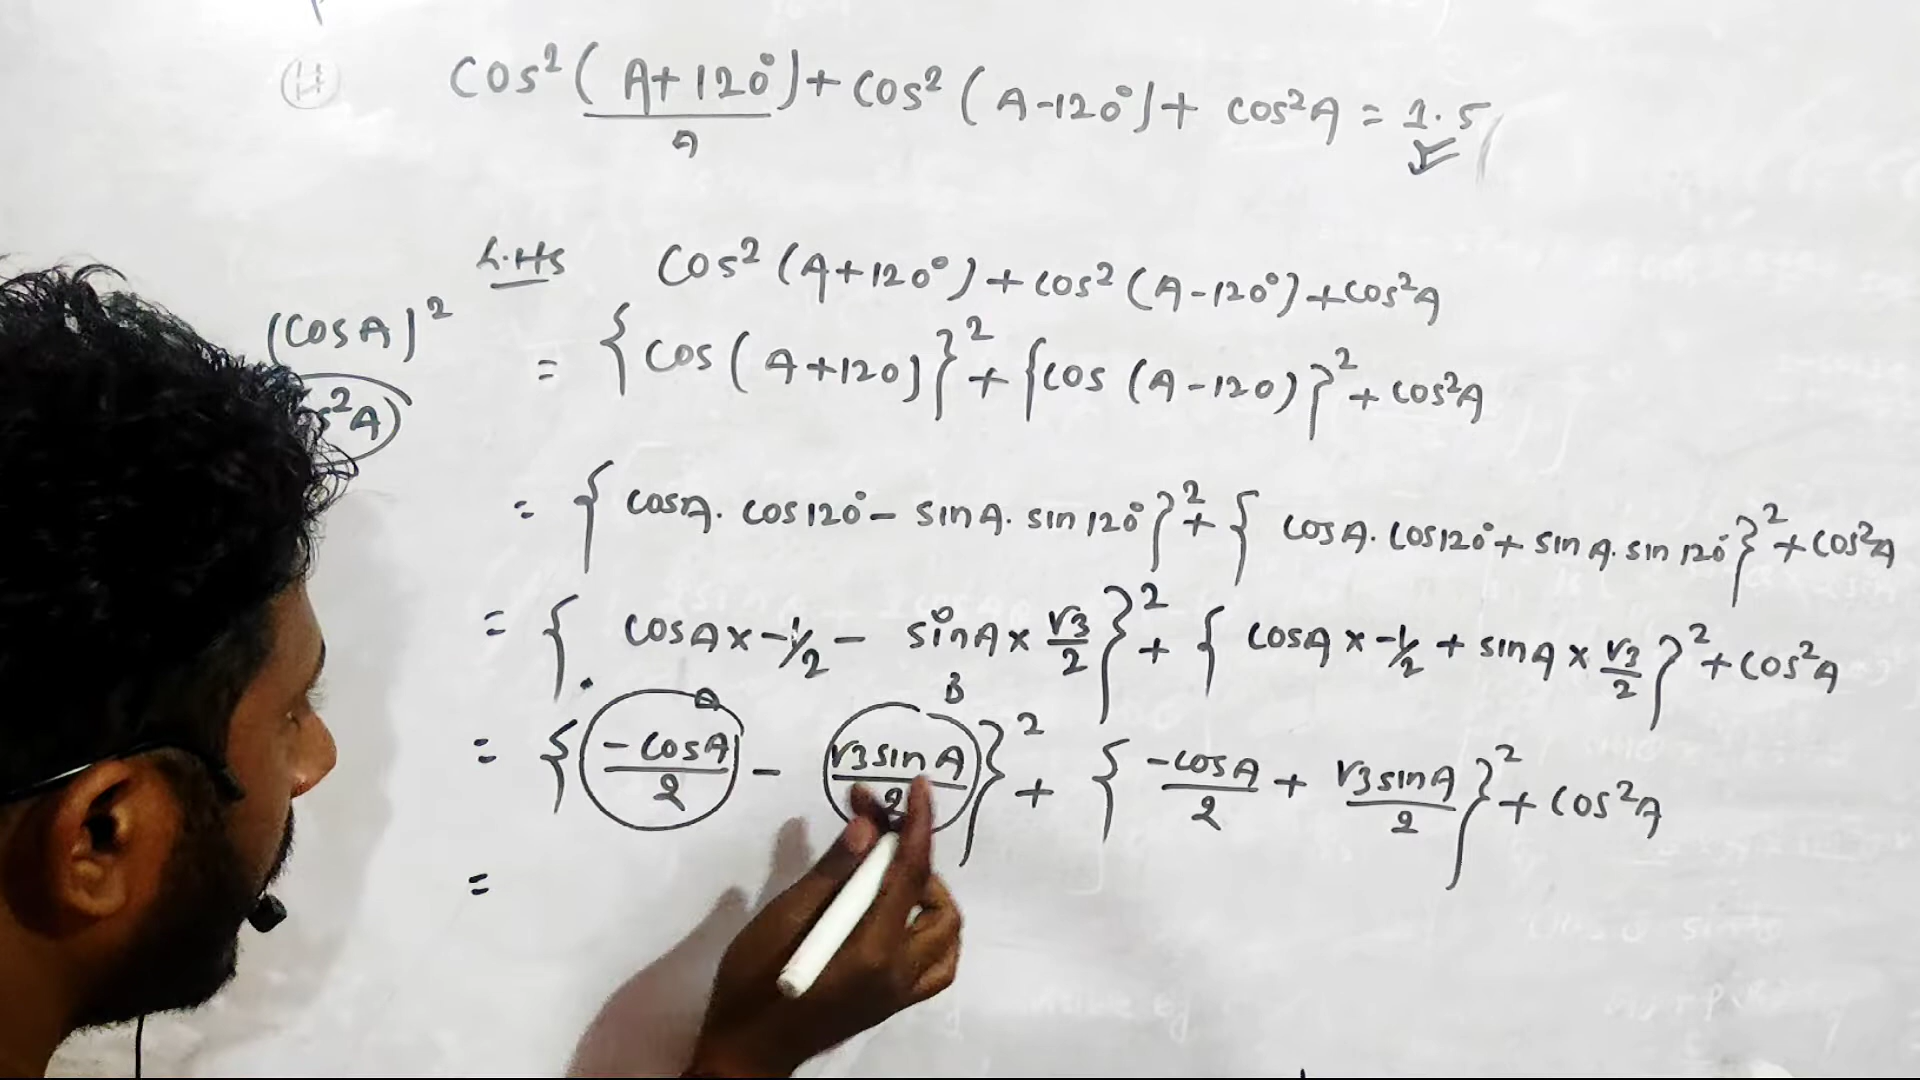 (H) Cos² (A+120°) + Cos² (A-120°) + cos²A = 1.5
A
L.H.S Cos² (A+120°) + cos² (A-120°) + cos²A
(cosA)²
= {cos (A+120)}² + {cos (A-120)}² + cos²A
s²A
= {cosA. cos120° - sinA. sin120°}² + {cosA. cos120° + sinA. sin120°}² + cos²A
= {cosA x -1/2 - sinA x √3/2}² + {cosA x -1/2 + sinA x √3/2}² + cos²A
A B
= {-cosA/2 - √3sinA/2}² + {-cosA/2 + √3sinA/2}² + cos²A
=